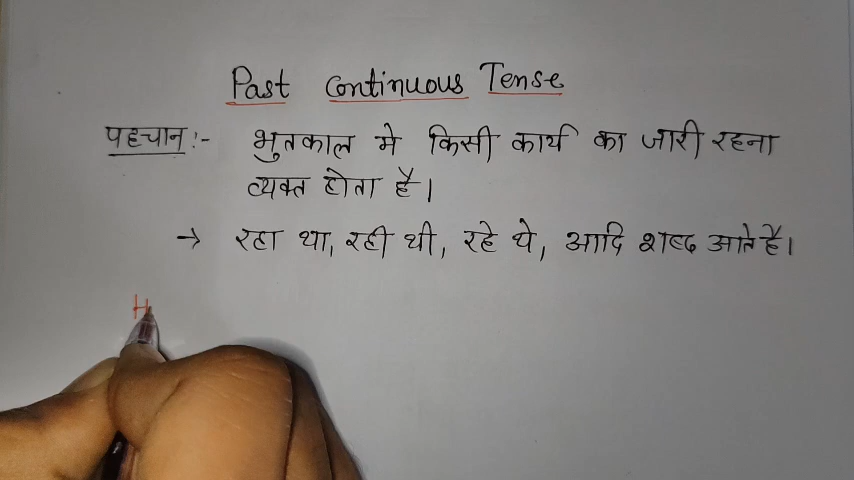 Past Continuous Tense
पहचान :- भुतकाल मे किसी कार्य का जारी रहना
व्यक्त होता है।
→ रहा था, रही थी, रहे थे, आदि शब्द आते है।
H